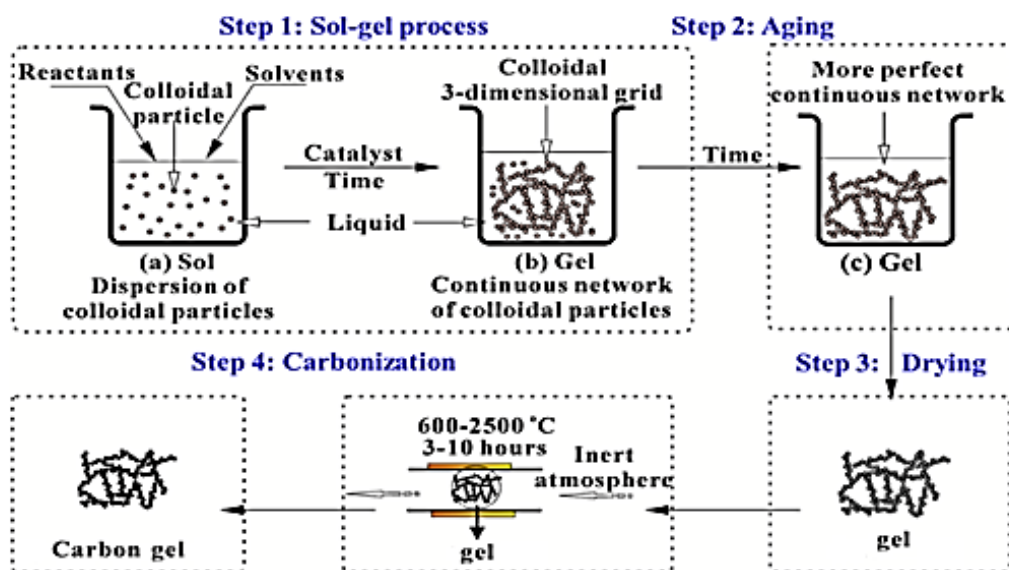 Step 1: Sol-gel process
Step 2: Aging
Reactants
Solvents
Colloidal
particle
Colloidal
3-dimensional grid
More perfect
continuous network
Catalyst
Time
Time
Liquid
(a) Sol
Dispersion of
colloidal particles
(b) Gel
Continuous network
of colloidal particles
(c) Gel
Step 4: Carbonization
Step 3: Drying
600-2500 °C
3-10 hours
Inert
atmosphere
Carbon gel
gel
gel